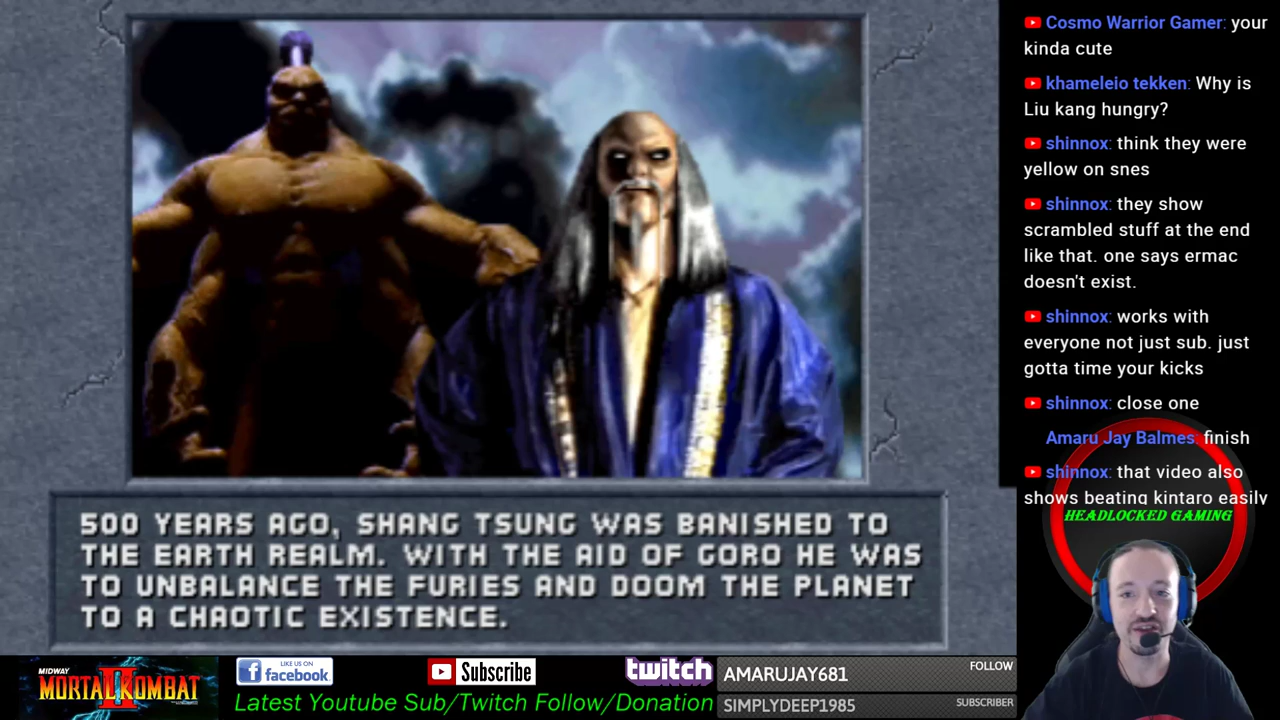 Cosmo Warrior Gamer: your
kinda cute
khameleio tekken: Why is
Liu kang hungry?
shinnox: think they were
yellow on snes
shinnox: they show
scrambled stuff at the end
like that. one says ermac
doesn't exist.
shinnox: works with
everyone not just sub. just
gotta time your kicks
shinnox: close one
Amaru Jay Balmes: finish
shinnox: that video also
shows beating kintaro easily
HEADLOCKED GAMING
500 YEARS AGO, SHANG TSUNG WAS BANISHED TO
THE EARTH REALM. WITH THE AID OF GORO HE WAS
TO UNBALANCE THE FURIES AND DOOM THE PLANET
TO A CHAOTIC EXISTENCE.
MIDWAY
MORTAL KOMBAT
II
LIKE US ON
facebook
Subscribe
twitch
AMARUJAY681
FOLLOW
Latest Youtube Sub/Twitch Follow/Donation
SIMPLYDEEP1985
SUBSCRIBER